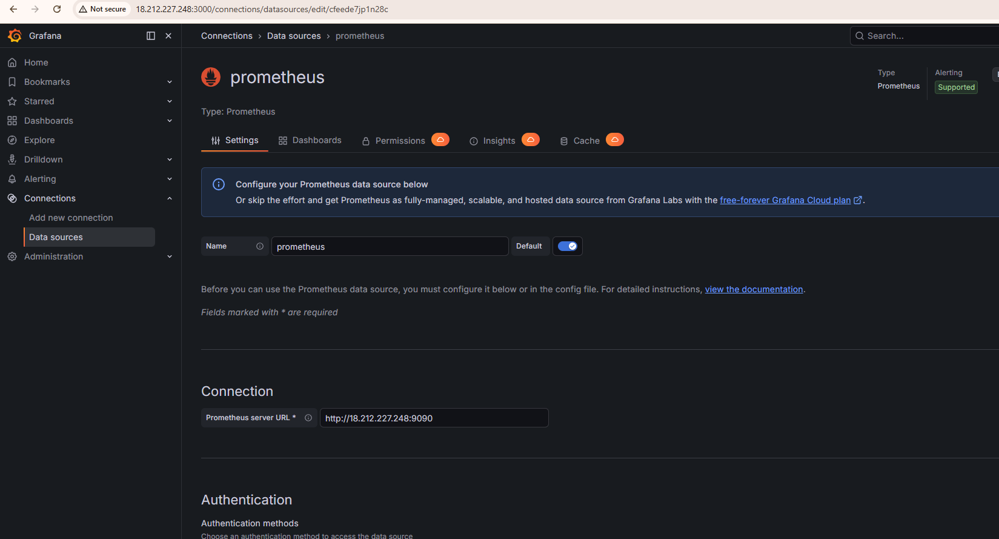 Not secure
18.212.227.248:3000/connections/datasources/edit/cfeede7jp1n28c
Grafana
Connections › Data sources › prometheus
Search...
Home
Bookmarks
Starred
Dashboards
Explore
Drilldown
Alerting
Connections
Add new connection
Data sources
Administration
prometheus
Type
Prometheus
Alerting
Supported
Type: Prometheus
Settings
Dashboards
Permissions
Insights
Cache
Configure your Prometheus data source below
Or skip the effort and get Prometheus as fully-managed, scalable, and hosted data source from Grafana Labs with the free-forever Grafana Cloud plan.
Name
prometheus
Default
Before you can use the Prometheus data source, you must configure it below or in the config file. For detailed instructions, view the documentation.
Fields marked with * are required
Connection
Prometheus server URL *
http://18.212.227.248:9090
Authentication
Authentication methods
Choose an authentication method to access the data source